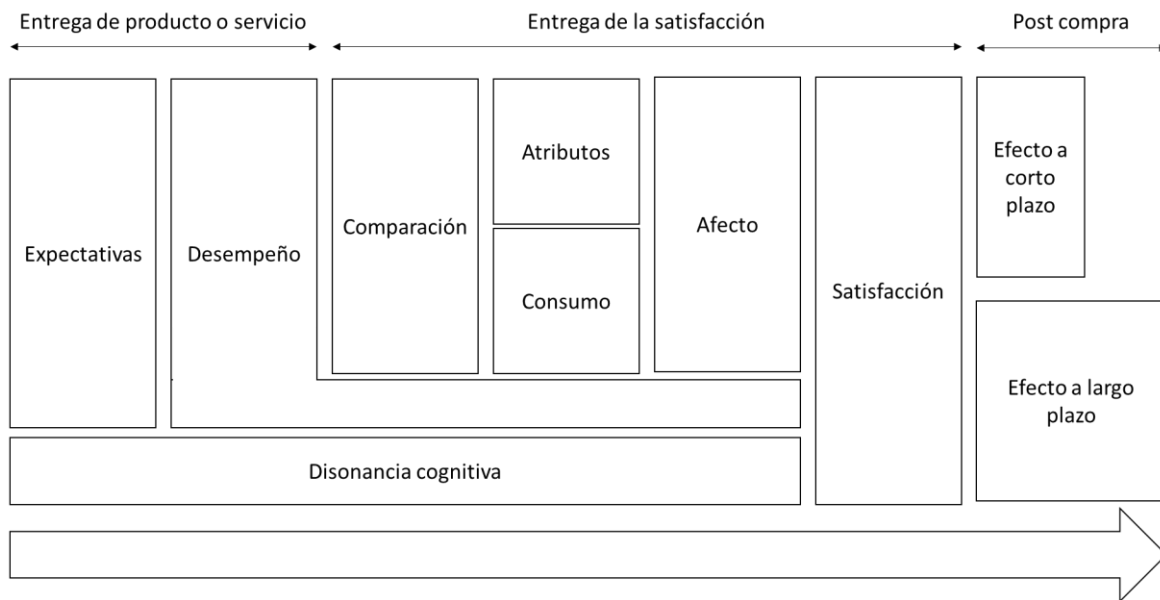 Entrega de producto o servicio
Entrega de la satisfacción
Post compra
Expectativas
Desempeño
Comparación
Atributos
Consumo
Afecto
Satisfacción
Efecto a
corto
plazo
Efecto a largo
plazo
Disonancia cognitiva